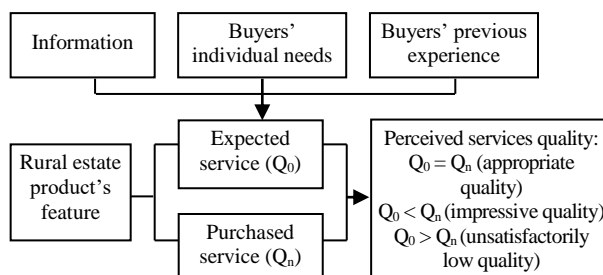 Information
Buyers'
individual needs
Buyers' previous
experience
Rural estate
product's
feature
Expected
service (Q₀)
Purchased
service (Qₙ)
Perceived services quality:
Q₀ = Qₙ (appropriate
quality)
Q₀ < Qₙ (impressive quality)
Q₀ > Qₙ (unsatisfactorily
low quality)